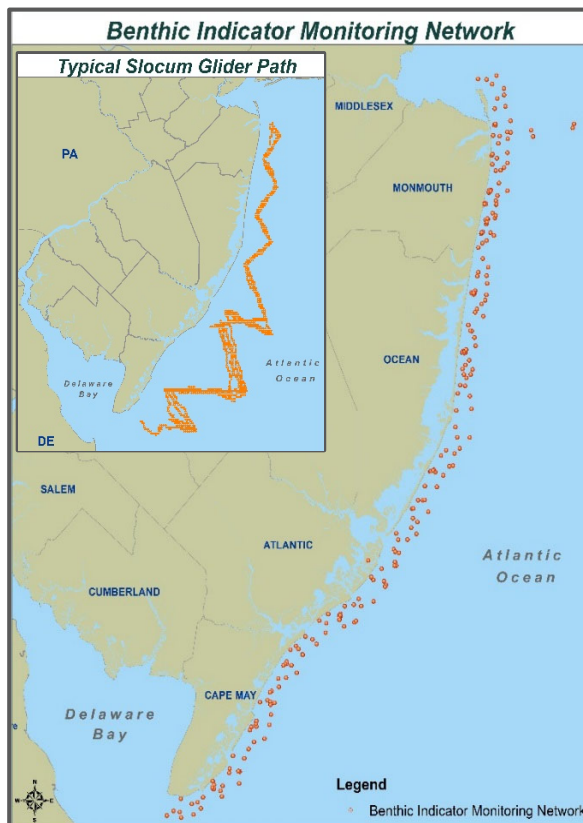 Benthic Indicator Monitoring Network
Typical Slocum Glider Path
PA
Delaware
Bay
Atlantic
Ocean
DE
MIDDLESEX
MONMOUTH
OCEAN
SALEM
ATLANTIC
Atlantic
Ocean
CUMBERLAND
CAPE MAY
Delaware
Bay
N
W
E
S
Legend
Benthic Indicator Monitoring Network